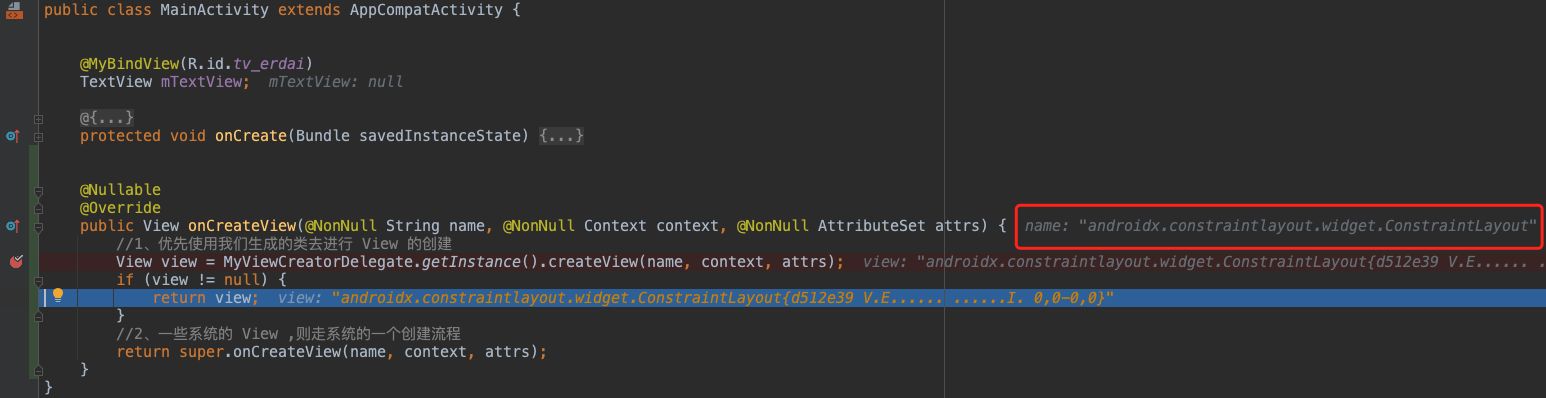 public class MainActivity extends AppCompatActivity {
@MyBindView(R.id.tv_erdai)
TextView mTextView;  mTextView: null
@{...}
protected void onCreate(Bundle savedInstanceState) {...}
@Nullable
@Override
public View onCreateView(@NonNull String name, @NonNull Context context, @NonNull AttributeSet attrs) {  name: "androidx.constraintlayout.widget.ConstraintLayout"
//1、优先使用我们生成的类去进行 View 的创建
View view = MyViewCreatorDelegate.getInstance().createView(name, context, attrs);  view: "androidx.constraintlayout.widget.ConstraintLayout{d512e39 V.E...... .
if (view != null) {
return view;  view: "androidx.constraintlayout.widget.ConstraintLayout{d512e39 V.E...... ......I. 0,0-0,0}"
}
//2、一些系统的 View ,则走系统的一个创建流程
return super.onCreateView(name, context, attrs);
}
}